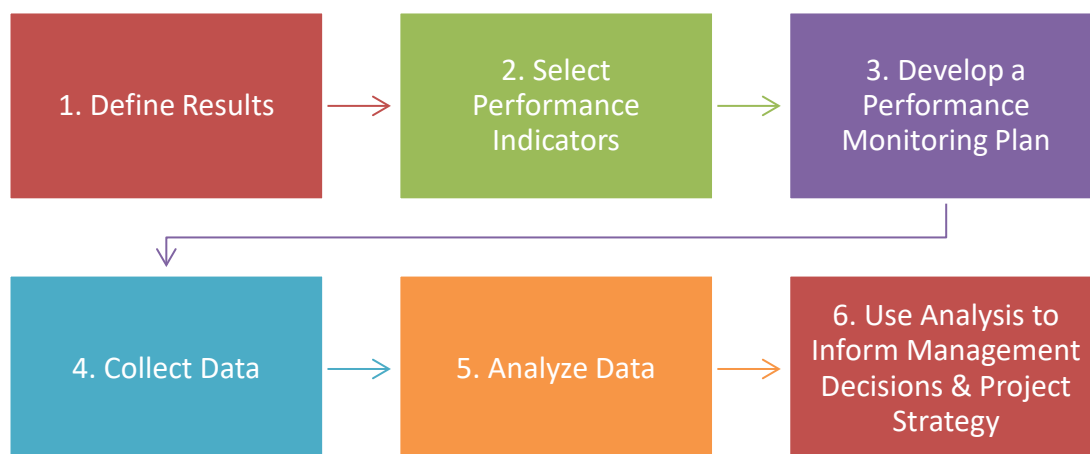 1. Define Results
2. Select
Performance
Indicators
3. Develop a
Performance
Monitoring Plan
4. Collect Data
5. Analyze Data
6. Use Analysis to
Inform Management
Decisions & Project
Strategy